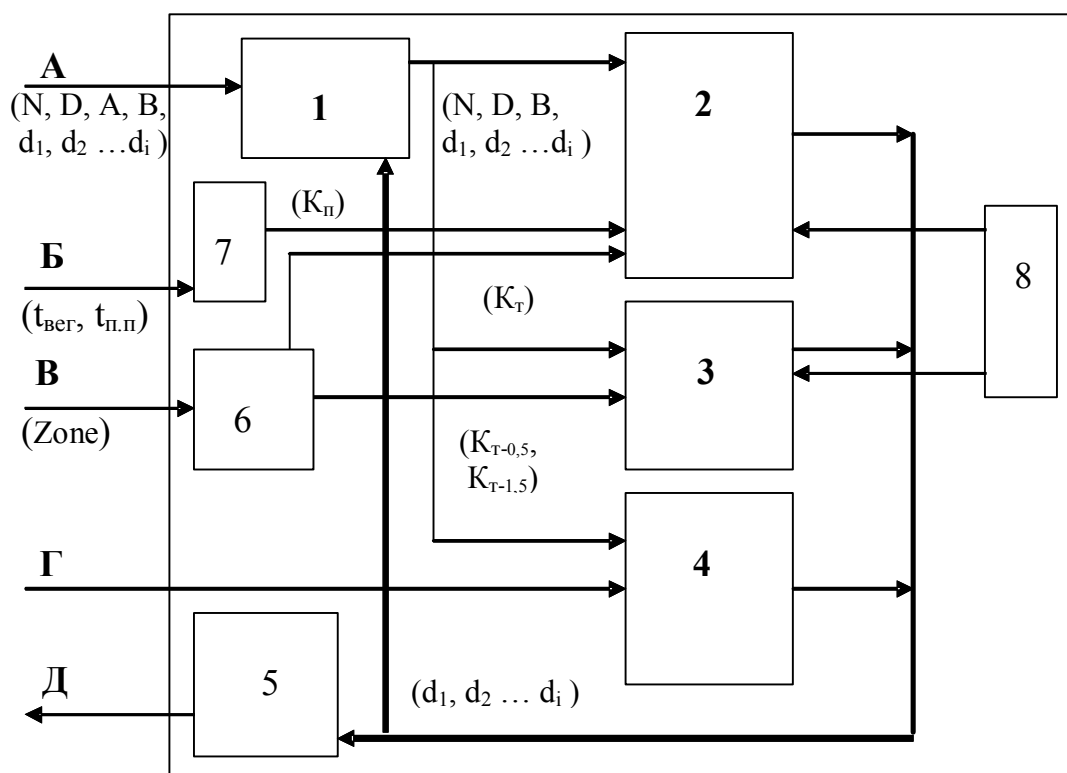 А
(N, D, A, B,
d₁, d₂ …dᵢ )
1
(N, D, B,
d₁, d₂ …dᵢ )
2
7
(Кп)
Б
(tвег, tп.п)
8
(Кт)
В
(Zone)
6
3
(Кт-0,5,
Кт-1,5)
Г
4
Д
5
(d₁, d₂ … dᵢ )